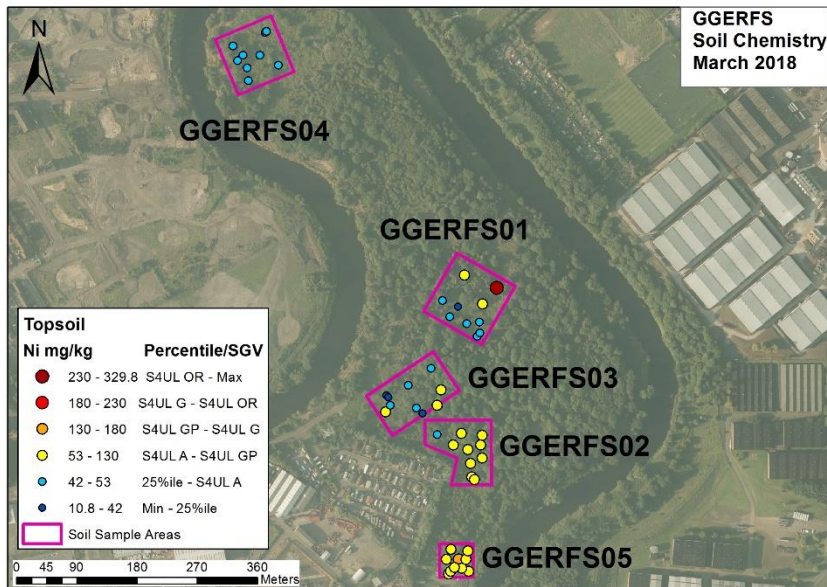 GGERFS
Soil Chemistry
March 2018
N
GGERFS04
GGERFS01
GGERFS03
GGERFS02
GGERFS05
Topsoil
Ni mg/kg Percentile/SGV
230 - 329.8 S4UL OR - Max
180 - 230 S4UL G - S4UL OR
130 - 180 S4UL GP - S4UL G
53 - 130 S4UL A - S4UL GP
42 - 53 25%ile - S4UL A
10.8 - 42 Min - 25%ile
Soil Sample Areas
0 45 90 180 270 360
Meters